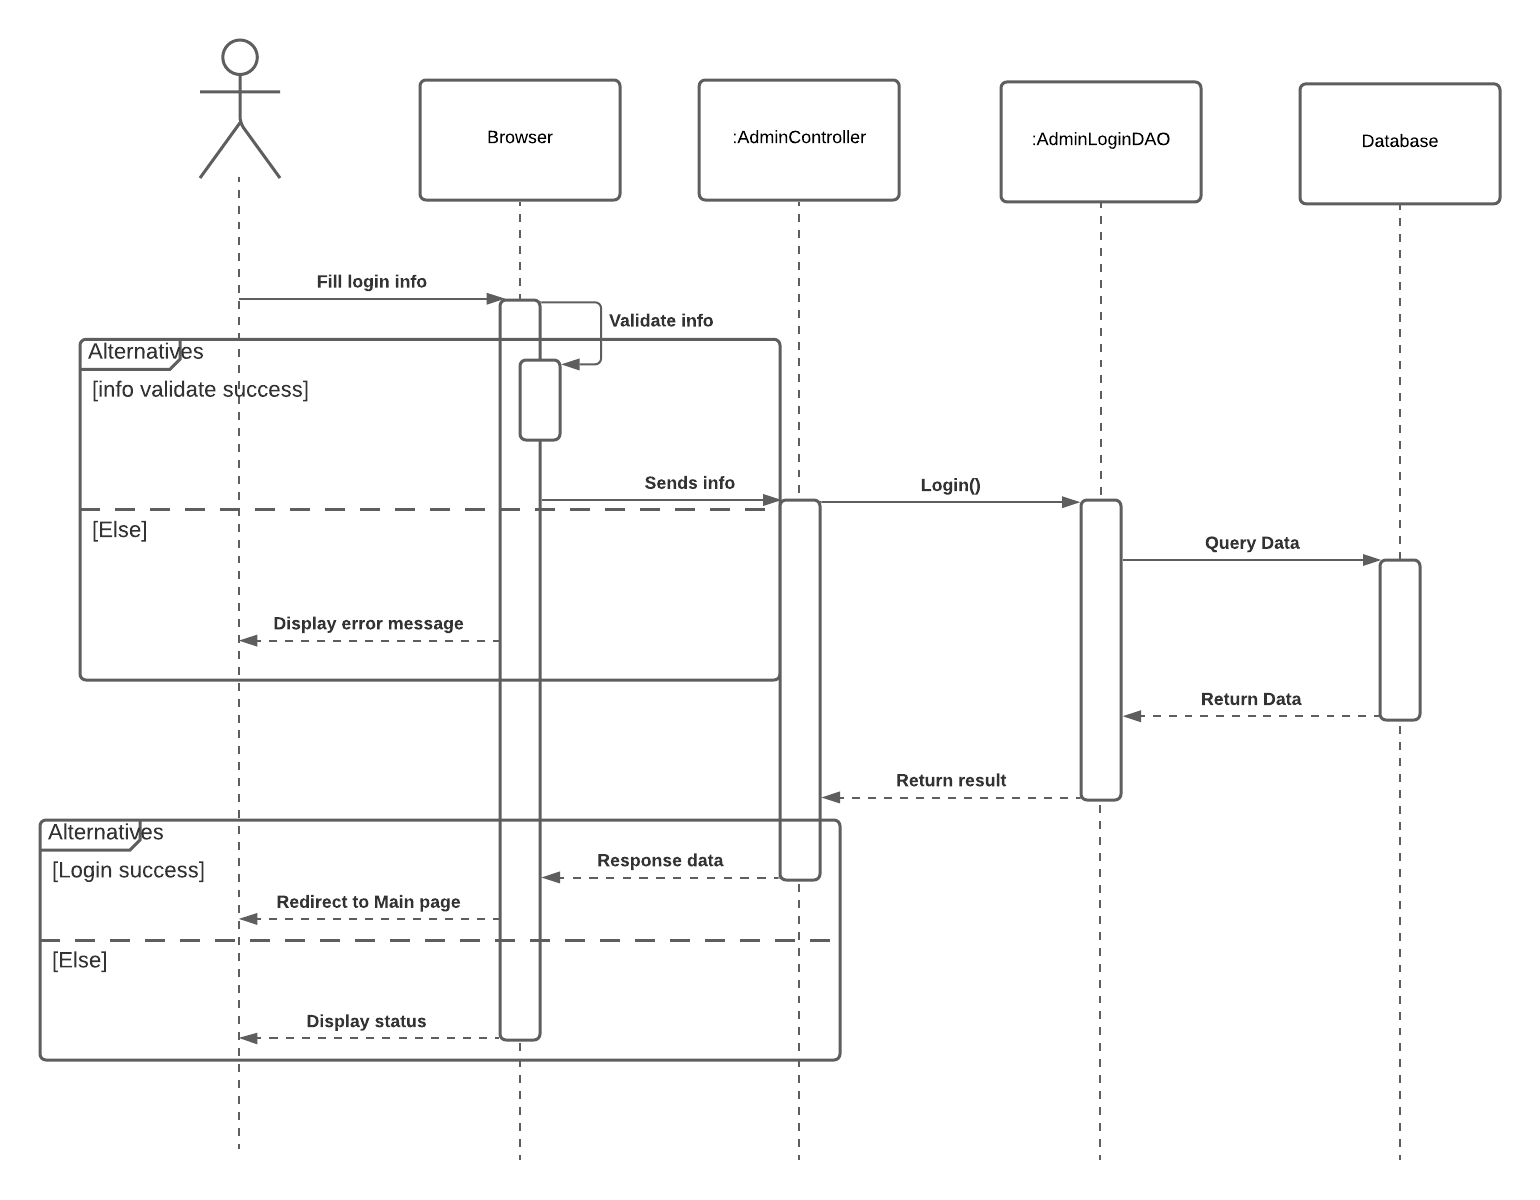 Browser
:AdminController
:AdminLoginDAO
Database
Fill login info
Validate info
Alternatives
[info validate success]
Sends info
Login()
[Else]
Query Data
Display error message
Return Data
Return result
Alternatives
[Login success]
Response data
Redirect to Main page
[Else]
Display status